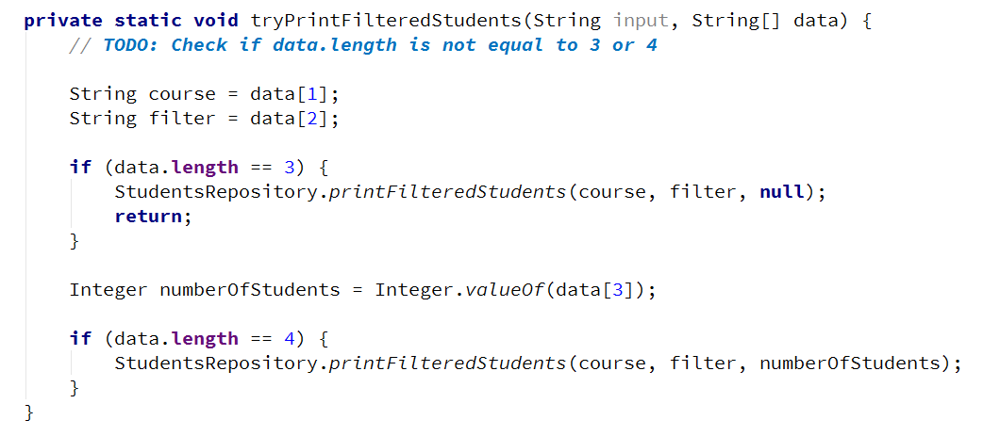 private static void tryPrintFilteredStudents(String input, String[] data) {
// TODO: Check if data.length is not equal to 3 or 4
String course = data[1];
String filter = data[2];
if (data.length == 3) {
StudentsRepository.printFilteredStudents(course, filter, null);
return;
}
Integer numberOfStudents = Integer.valueOf(data[3]);
if (data.length == 4) {
StudentsRepository.printFilteredStudents(course, filter, numberOfStudents);
}
}